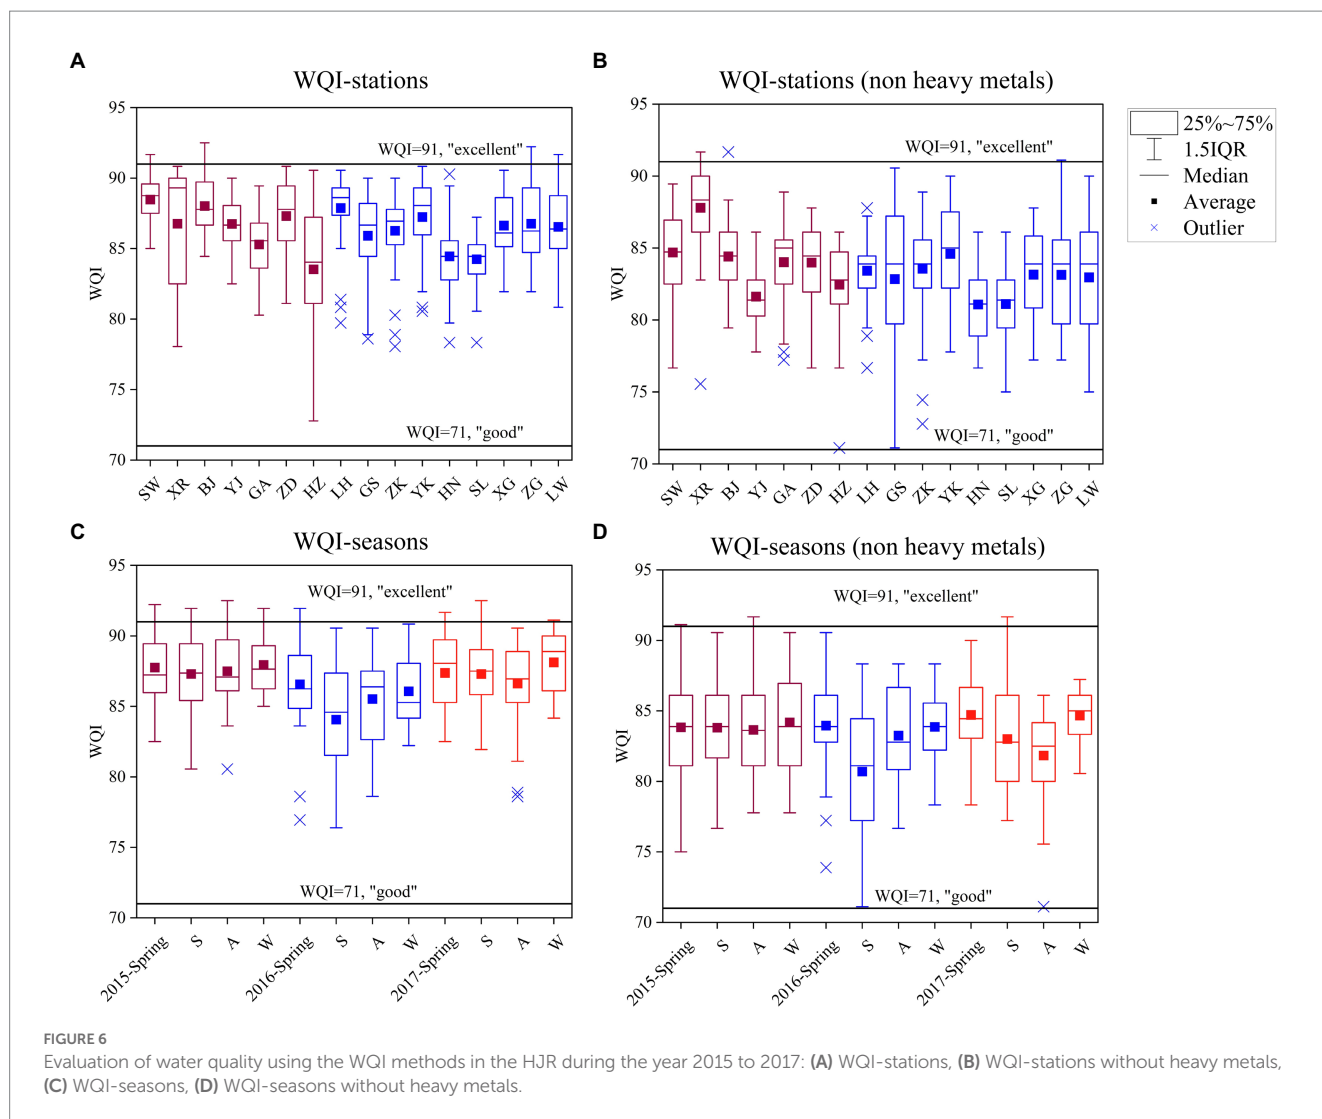 A
WQI-stations
95
90
85
80
75
70
WQI
WQI=91, "excellent"
WQI=71, "good"
SW XR BJ YJ GA ZD HZ LH GS ZK YK HN SL XG ZG LW
B
WQI-stations (non heavy metals)
95
90
85
80
75
70
WQI
WQI=91, "excellent"
WQI=71, "good"
SW XR BJ YJ GA ZD HZ LH GS ZK YK HN SL XG ZG LW
25%~75%
1.5IQR
Median
Average
Outlier
C
WQI-seasons
95
90
85
80
75
70
WQI
WQI=91, "excellent"
WQI=71, "good"
2015-Spring S A W 2016-Spring S A W 2017-Spring S A W
D
WQI-seasons (non heavy metals)
95
90
85
80
75
70
WQI
WQI=91, "excellent"
WQI=71, "good"
2015-Spring S A W 2016-Spring S A W 2017-Spring S A W
FIGURE 6
Evaluation of water quality using the WQI methods in the HJR during the year 2015 to 2017: (A) WQI-stations, (B) WQI-stations without heavy metals,
(C) WQI-seasons, (D) WQI-seasons without heavy metals.